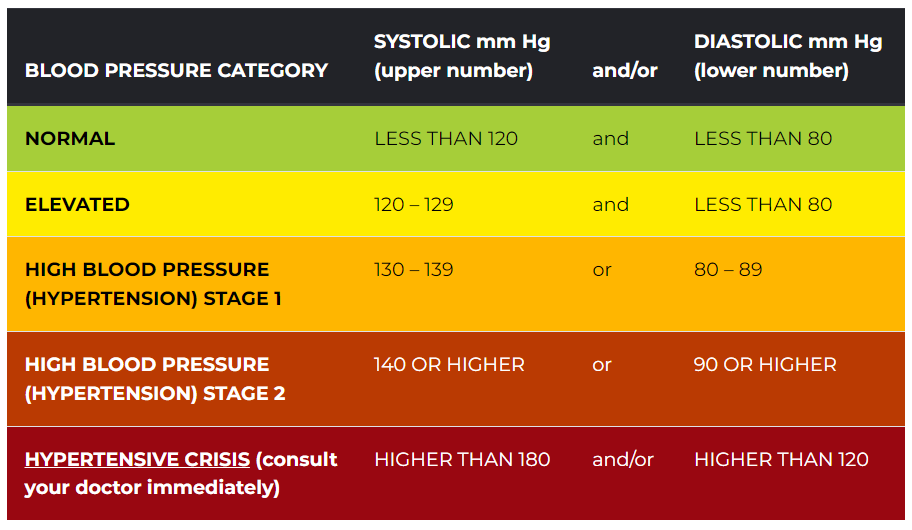 BLOOD PRESSURE CATEGORY SYSTOLIC mm Hg (upper number) and/or DIASTOLIC mm Hg (lower number)
NORMAL LESS THAN 120 and LESS THAN 80
ELEVATED 120 – 129 and LESS THAN 80
HIGH BLOOD PRESSURE 130 – 139 or 80 – 89
(HYPERTENSION) STAGE 1
HIGH BLOOD PRESSURE 140 OR HIGHER or 90 OR HIGHER
(HYPERTENSION) STAGE 2
HYPERTENSIVE CRISIS (consult HIGHER THAN 180 and/or HIGHER THAN 120
your doctor immediately)